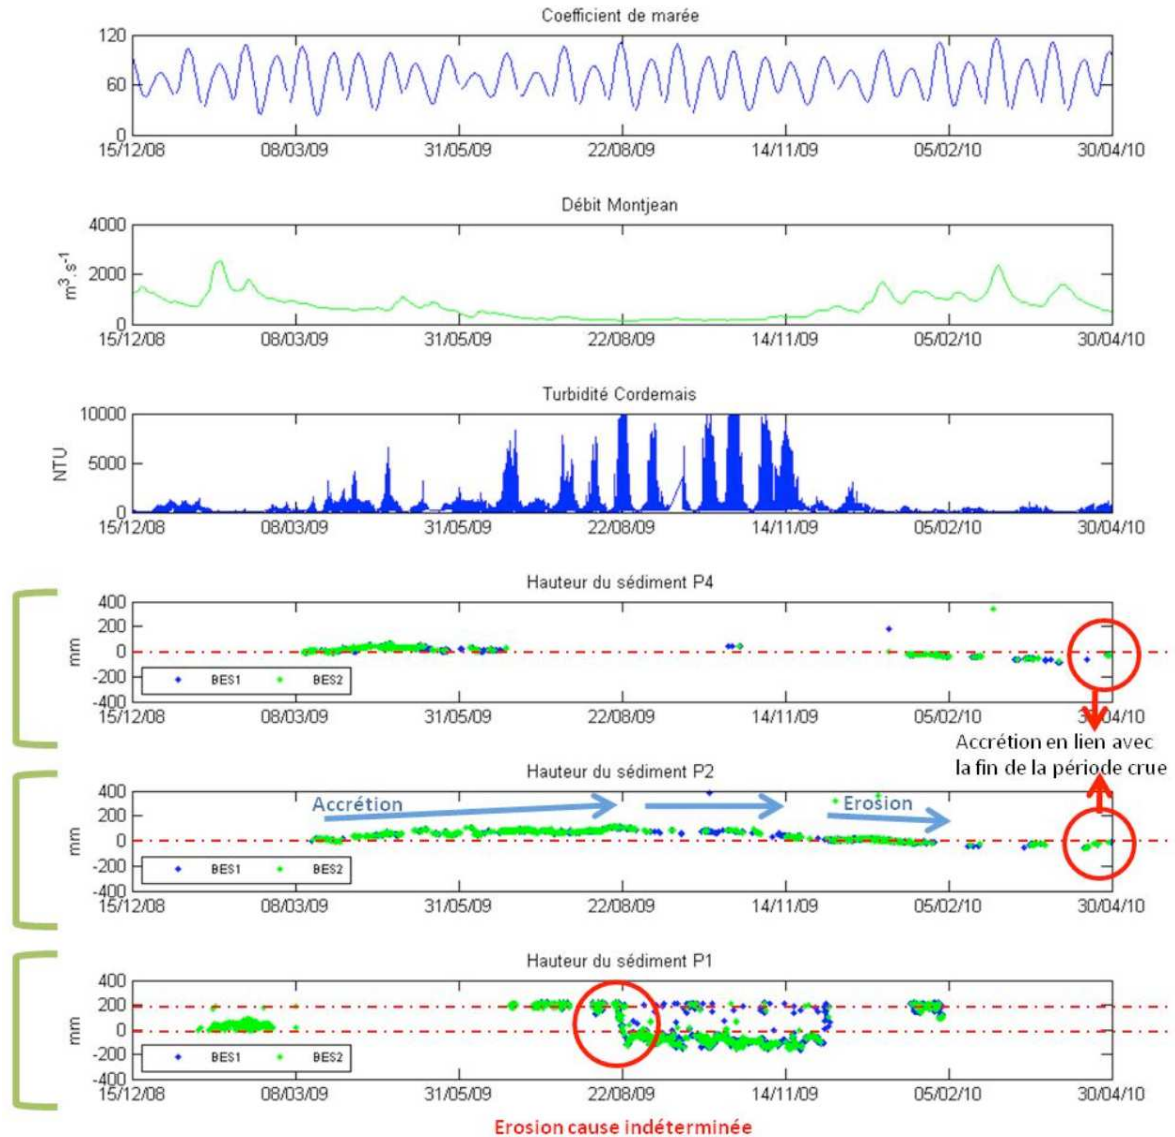 Coefficient de marée
120
60
0
15/12/08 08/03/09 31/05/09 22/08/09 14/11/09 05/02/10 30/04/10
Débit Montjean
4000
2000
0
m³.s⁻¹
15/12/08 08/03/09 31/05/09 22/08/09 14/11/09 05/02/10 30/04/10
Turbidité Cordemais
10000
5000
0
NTU
15/12/08 08/03/09 31/05/09 22/08/09 14/11/09 05/02/10 30/04/10
Hauteur du sédiment P4
400
200
0
-200
-400
mm
BES1 BES2
15/12/08 08/03/09 31/05/09 22/08/09 14/11/09 05/02/10 30/04/10
Accrétion en lien avec
la fin de la période crue
Hauteur du sédiment P2
400
200
0
-200
-400
mm
Accrétion Erosion
BES1 BES2
15/12/08 08/03/09 31/05/09 22/08/09 14/11/09 05/02/10 30/04/10
Hauteur du sédiment P1
400
200
0
-200
-400
mm
BES1 BES2
15/12/08 08/03/09 31/05/09 22/08/09 14/11/09 05/02/10 30/04/10
Erosion cause indéterminée